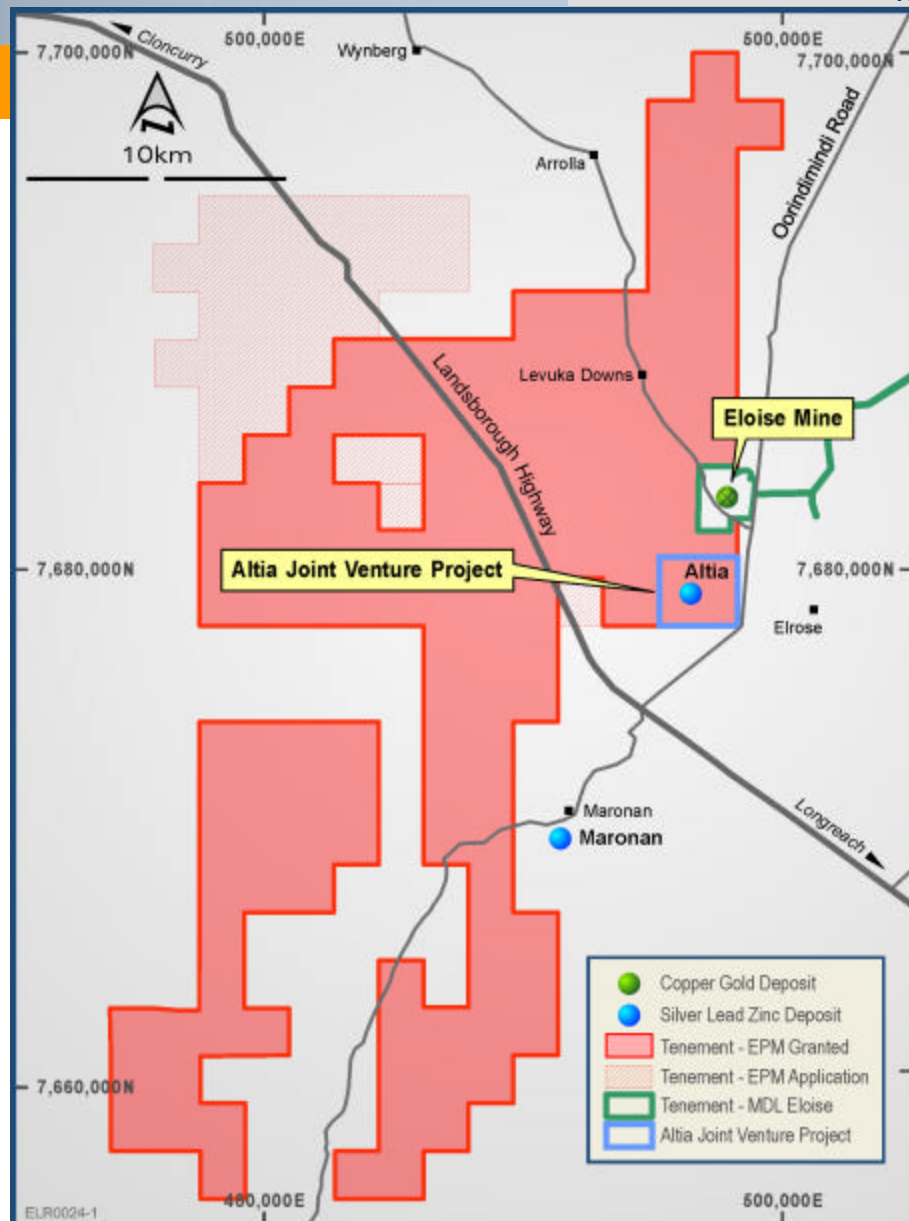 Cloncurry
500,000E
500,000E
7,700,000N
7,700,000N
Wynberg
N
10km
Arrolla
Oorindimindi Road
Levuka Downs
Landsborough Highway
Eloise Mine
Altia Joint Venture Project
Altia
7,680,000N
7,680,000N
Elrose
Maronan
Maronan
Longreach
Copper Gold Deposit
Silver Lead Zinc Deposit
Tenement - EPM Granted
Tenement - EPM Application
Tenement - MDL Eloise
Altia Joint Venture Project
7,660,000N
480,000E
500,000E
ELR0024-1